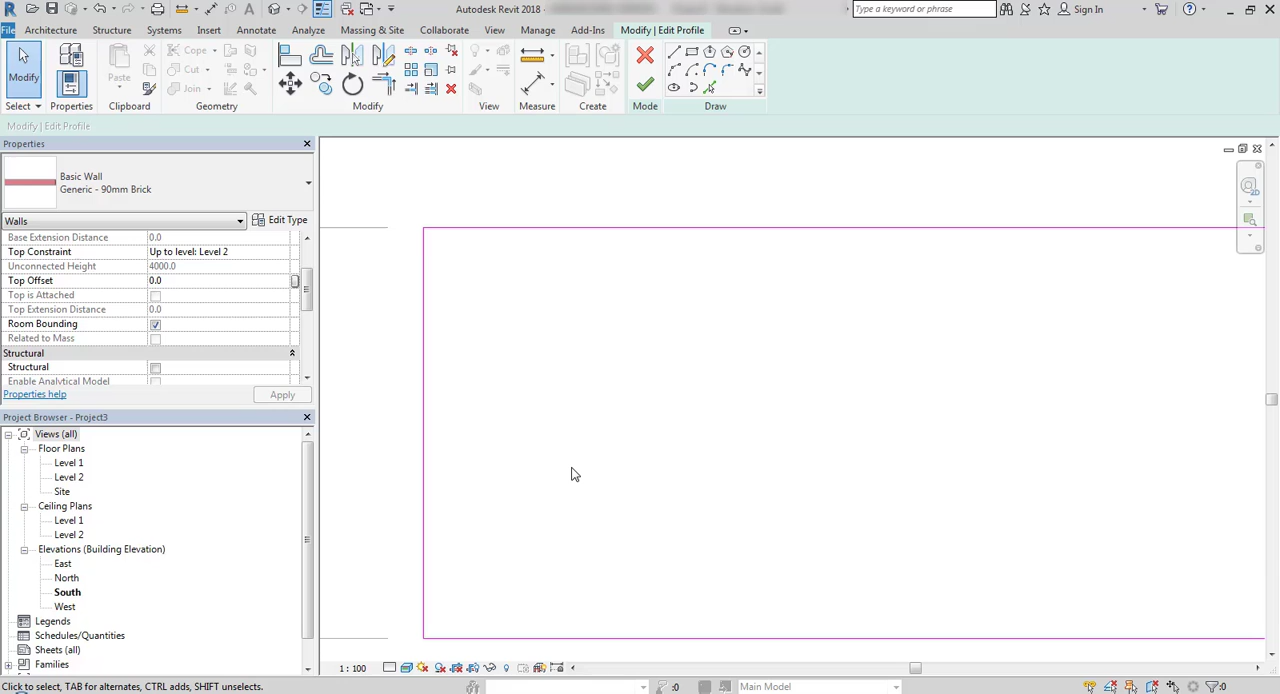 Autodesk Revit 2018 -
Type a keyword or phrase
Sign In
File Architecture Structure Systems Insert Annotate Analyze Massing & Site Collaborate View Manage Add-Ins Modify | Edit Profile
Modify
Paste
Cope
Cut
Join
Select Properties Clipboard Geometry Modify View Measure Create Mode Draw
Modify | Edit Profile
Properties
Basic Wall
Generic - 90mm Brick
Walls
Edit Type
Base Extension Distance 0.0
Top Constraint Up to level: Level 2
Unconnected Height 4000.0
Top Offset 0.0
Top is Attached
Top Extension Distance 0.0
Room Bounding
Related to Mass
Structural
Structural
Enable Analytical Model
Properties help Apply
Project Browser - Project3
Views (all)
Floor Plans
Level 1
Level 2
Site
Ceiling Plans
Level 1
Level 2
Elevations (Building Elevation)
East
North
South
West
Legends
Schedules/Quantities
Sheets (all)
Families
2D
1 : 100
Click to select, TAB for alternates, CTRL adds, SHIFT unselects.
:0
Main Model
:0